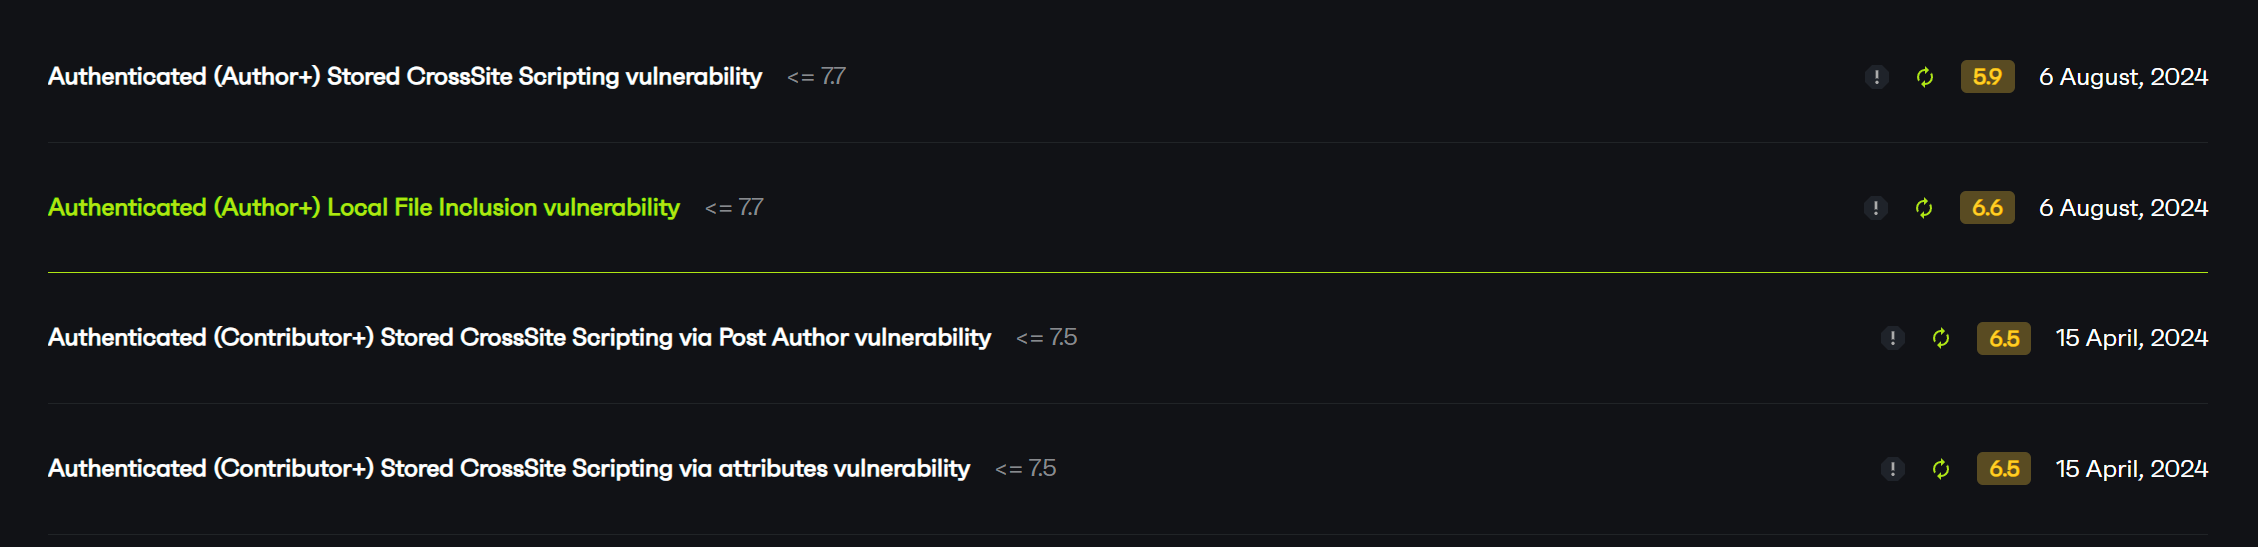 Authenticated (Author+) Stored CrossSite Scripting vulnerability <= 7.7 5.9 6 August, 2024
Authenticated (Author+) Local File Inclusion vulnerability <= 7.7 6.6 6 August, 2024
Authenticated (Contributor+) Stored CrossSite Scripting via Post Author vulnerability <= 7.5 6.5 15 April, 2024
Authenticated (Contributor+) Stored CrossSite Scripting via attributes vulnerability <= 7.5 6.5 15 April, 2024